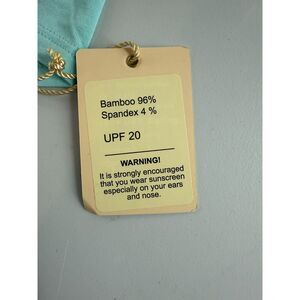 Bamboo 96%
Spandex 4 %
UPF 20
WARNING!
It is strongly encouraged
that you wear sunscreen
especially on your ears
and nose.